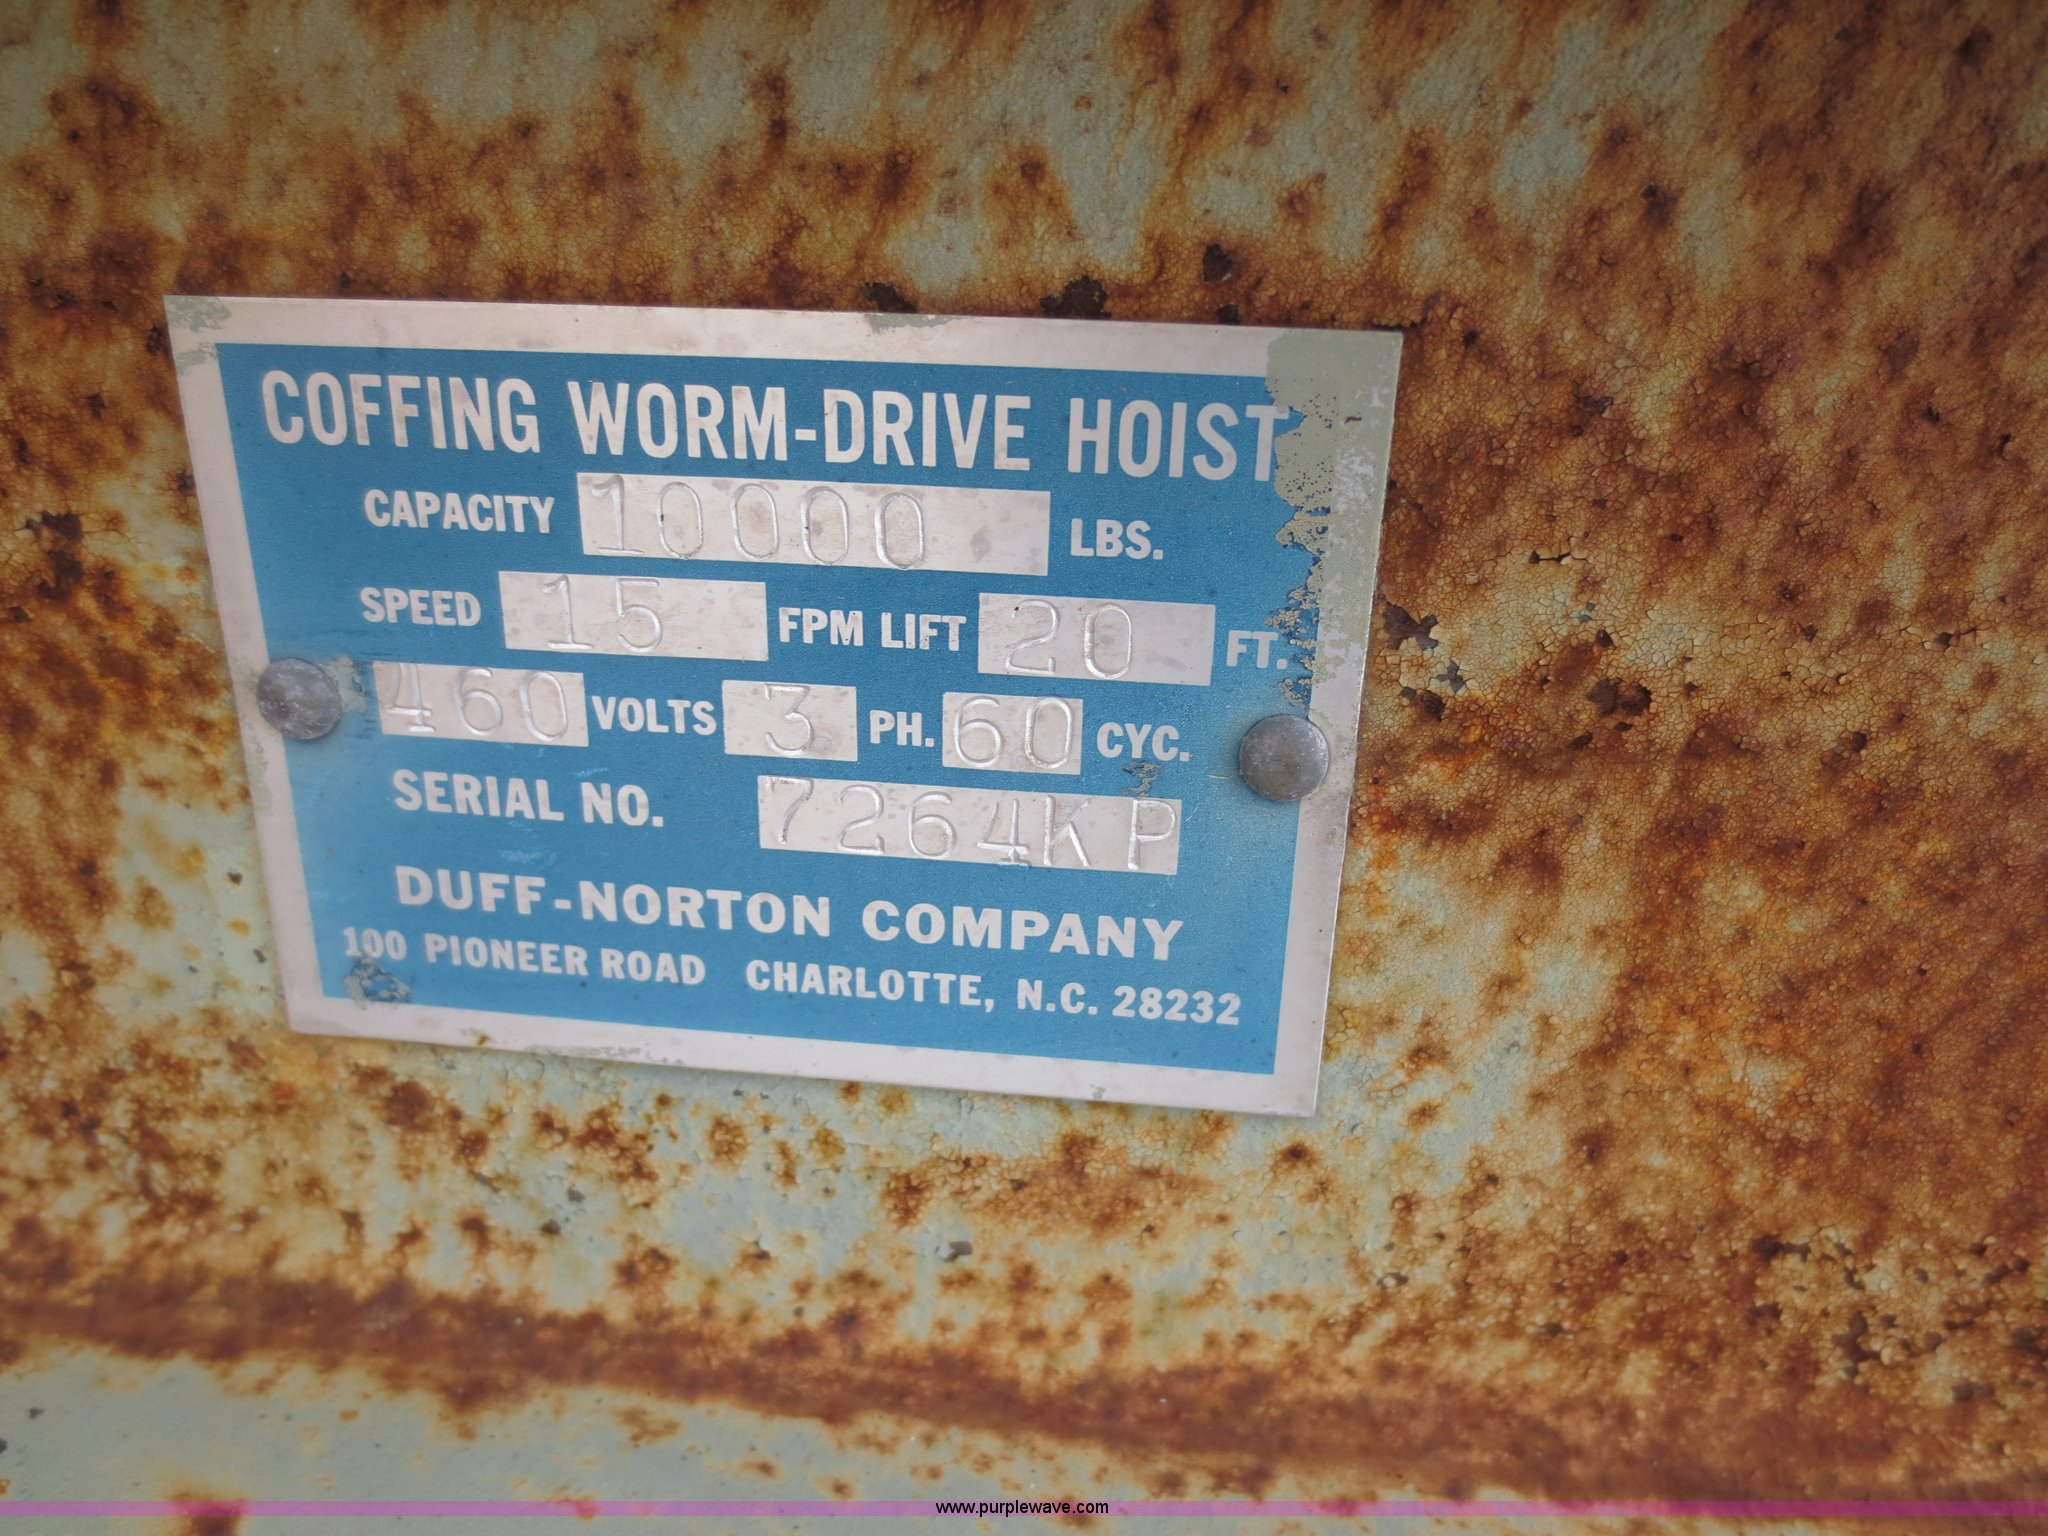 COFFING WORM-DRIVE HOIST
CAPACITY 10000 LBS.
SPEED 15 FPM LIFT 20 FT.
460 VOLTS 3 PH. 60 CYC.
SERIAL NO. 7264KP
DUFF-NORTON COMPANY
100 PIONEER ROAD CHARLOTTE, N.C. 28232
www.purplewave.com